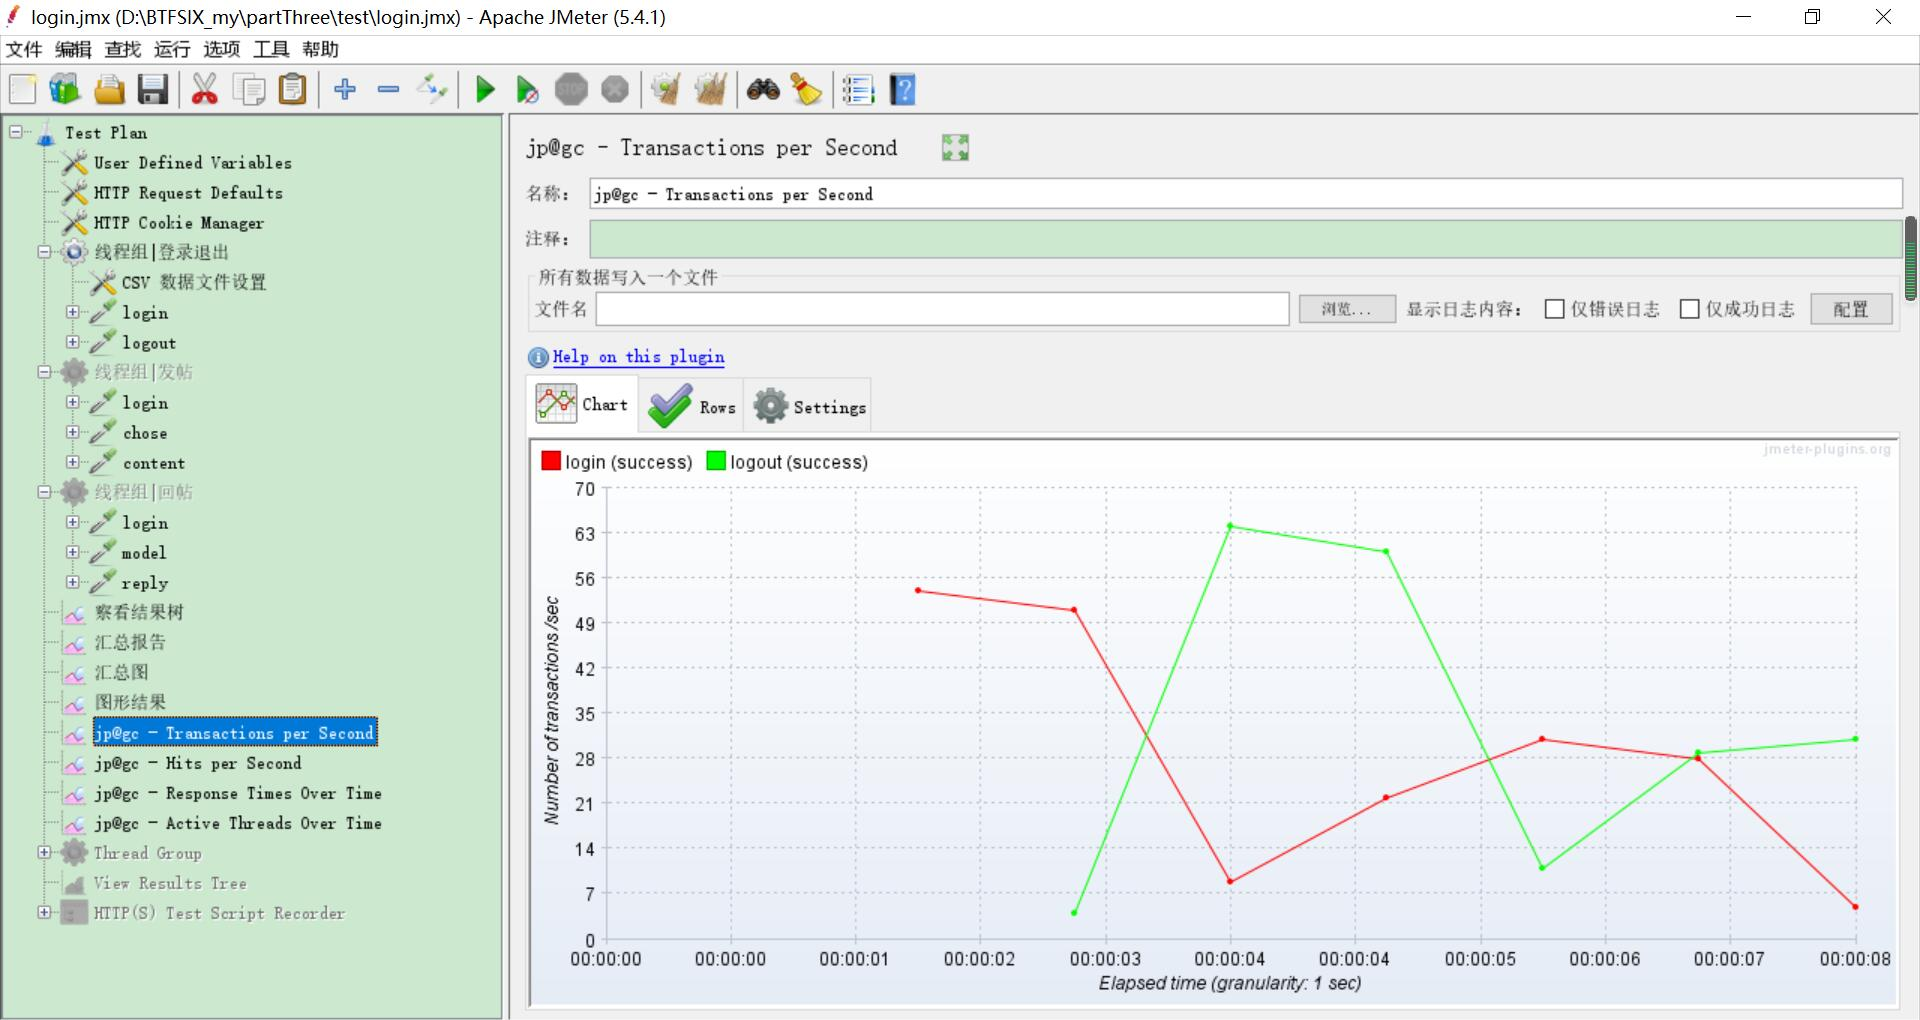 login.jmx (D:\BTFSIX_my\partThree\test\login.jmx) - Apache JMeter (5.4.1)
文件 编辑 查找 运行 选项 工具 帮助
STOP
Test Plan
User Defined Variables
HTTP Request Defaults
HTTP Cookie Manager
线程组|登录退出
CSV 数据文件设置
login
logout
线程组|发帖
login
chose
content
线程组|回帖
login
model
reply
察看结果树
汇总报告
汇总图
图形结果
jp@gc - Transactions per Second
jp@gc - Hits per Second
jp@gc - Response Times Over Time
jp@gc - Active Threads Over Time
Thread Group
View Results Tree
HTTP(S) Test Script Recorder
jp@gc - Transactions per Second
名称: jp@gc - Transactions per Second
注释:
所有数据写入一个文件
文件名 浏览... 显示日志内容: 仅错误日志 仅成功日志 配置
Help on this plugin
Chart Rows Settings
jmeter-plugins.org
login (success) logout (success)
70
63
56
49
42
35
28
21
14
7
0
Number of transactions /sec
00:00:00 00:00:00 00:00:01 00:00:02 00:00:03 00:00:04 00:00:04 00:00:05 00:00:06 00:00:07 00:00:08
Elapsed time (granularity: 1 sec)